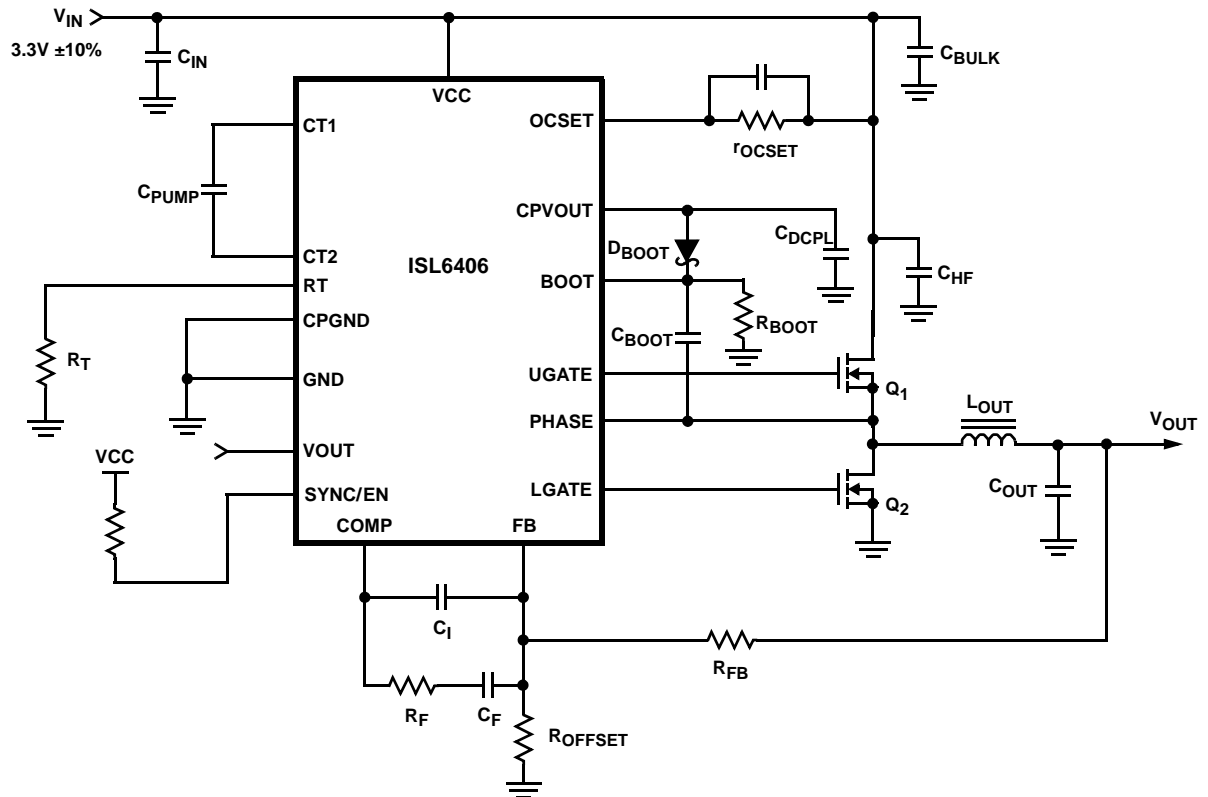 VIN
3.3V ±10%
CIN
VCC
CBULK
CT1
OCSET
rOCSET
CPUMP
CPVOUT
CDCPL
DBOOT
CT2
ISL6406
BOOT
CHF
RT
RBOOT
CBOOT
CPGND
RT
GND
UGATE
Q1
LOUT
VOUT
PHASE
VOUT
VCC
SYNC/EN
LGATE
Q2
COUT
COMP
FB
CI
RFB
RF
CF
ROFFSET